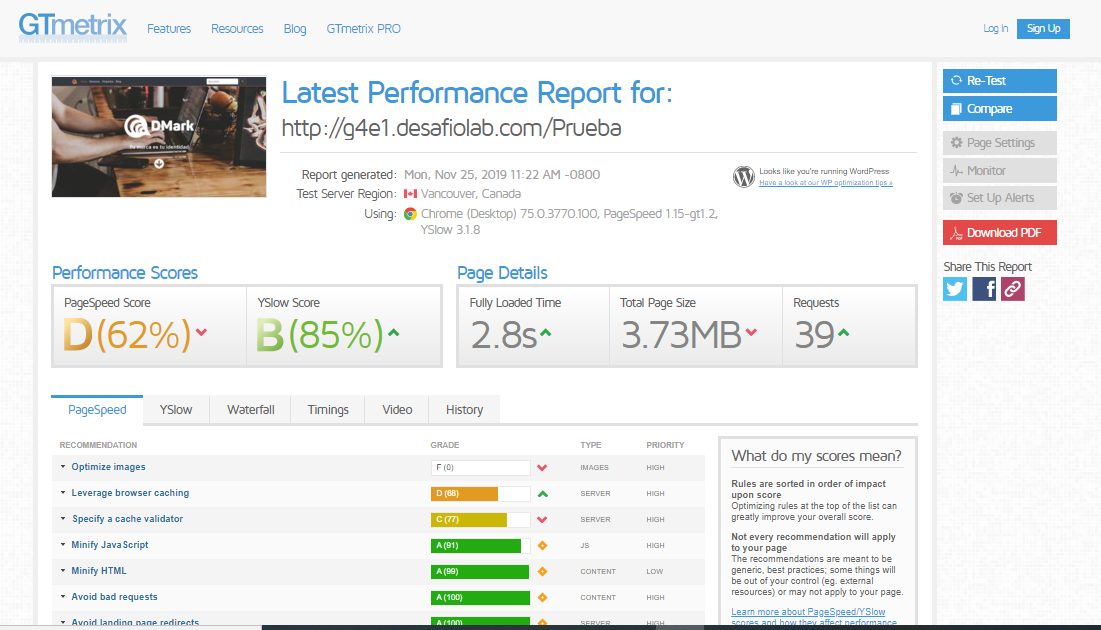 GTmetrix
Features
Resources
Blog
GTmetrix PRO
Log In
Sign Up
DMark
Tu marca es tu identidad
Latest Performance Report for:
http://g4e1.desafiolab.com/Prueba
Report generated: Mon, Nov 25, 2019 11:22 AM -0800
Test Server Region: Vancouver, Canada
Using: Chrome (Desktop) 75.0.3770.100, PageSpeed 1.15-gt1.2,
YSlow 3.1.8
Looks like you're running WordPress
Have a look at our WP optimization tips »
Re-Test
Compare
Page Settings
Monitor
Set Up Alerts
Download PDF
Share This Report
Performance Scores
PageSpeed Score
D(62%)
YSlow Score
B(85%)
Page Details
Fully Loaded Time
2.8s
Total Page Size
3.73MB
Requests
39
PageSpeed
YSlow
Waterfall
Timings
Video
History
RECOMMENDATION GRADE TYPE PRIORITY
Optimize images F (0) IMAGES HIGH
Leverage browser caching D (68) SERVER HIGH
Specify a cache validator C (77) SERVER HIGH
Minify JavaScript A (91) JS HIGH
Minify HTML A (99) CONTENT LOW
Avoid bad requests A (100) CONTENT HIGH
Avoid landing page redirects A (100) SERVER HIGH
What do my scores mean?
Rules are sorted in order of impact
upon score
Optimizing rules at the top of the list can
greatly improve your overall score.
Not every recommendation will apply
to your page
The recommendations are meant to be
generic, best practices; some things will
be out of your control (eg. external
resources) or may not apply to your page.
Learn more about PageSpeed/YSlow
scores and how they affect performance